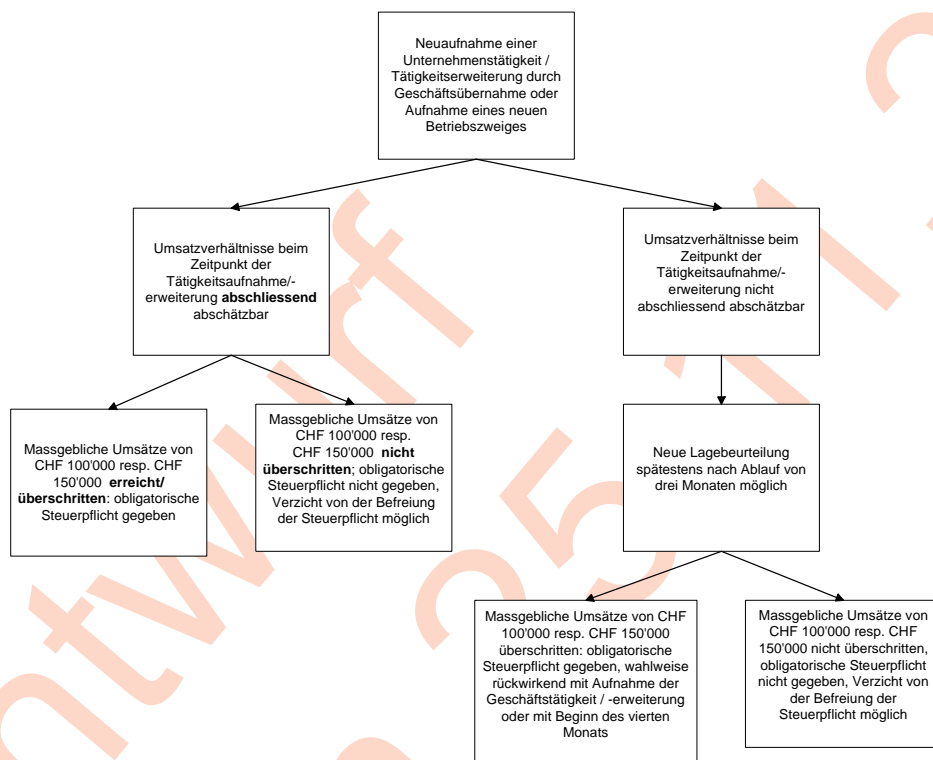 Neuaufnahme einer
Unternehmenstätigkeit /
Tätigkeitserweiterung durch
Geschäftsübernahme oder
Aufnahme eines neuen
Betriebszweiges
Umsatzverhältnisse beim
Zeitpunkt der
Tätigkeitsaufnahme/-
erweiterung abschliessend
abschätzbar
Umsatzverhältnisse beim
Zeitpunkt der
Tätigkeitsaufnahme/-
erweiterung nicht
abschliessend abschätzbar
Massgebliche Umsätze von
CHF 100'000 resp. CHF
150'000 erreicht/
überschritten: obligatorische
Steuerpflicht gegeben
Massgebliche Umsätze von
CHF 100'000 resp.
CHF 150'000 nicht
überschritten; obligatorische
Steuerpflicht nicht gegeben,
Verzicht von der Befreiung
der Steuerpflicht möglich
Neue Lagebeurteilung
spätestens nach Ablauf von
drei Monaten möglich
Massgebliche Umsätze von CHF
100'000 resp. CHF 150'000
überschritten: obligatorische
Steuerpflicht gegeben, wahlweise
rückwirkend mit Aufnahme der
Geschäftstätigkeit / -erweiterung
oder mit Beginn des vierten
Monats
Massgebliche Umsätze von
CHF 100'000 resp. CHF
150'000 nicht überschritten,
obligatorische Steuerpflicht
nicht gegeben, Verzicht von
der Befreiung der
Steuerpflicht möglich